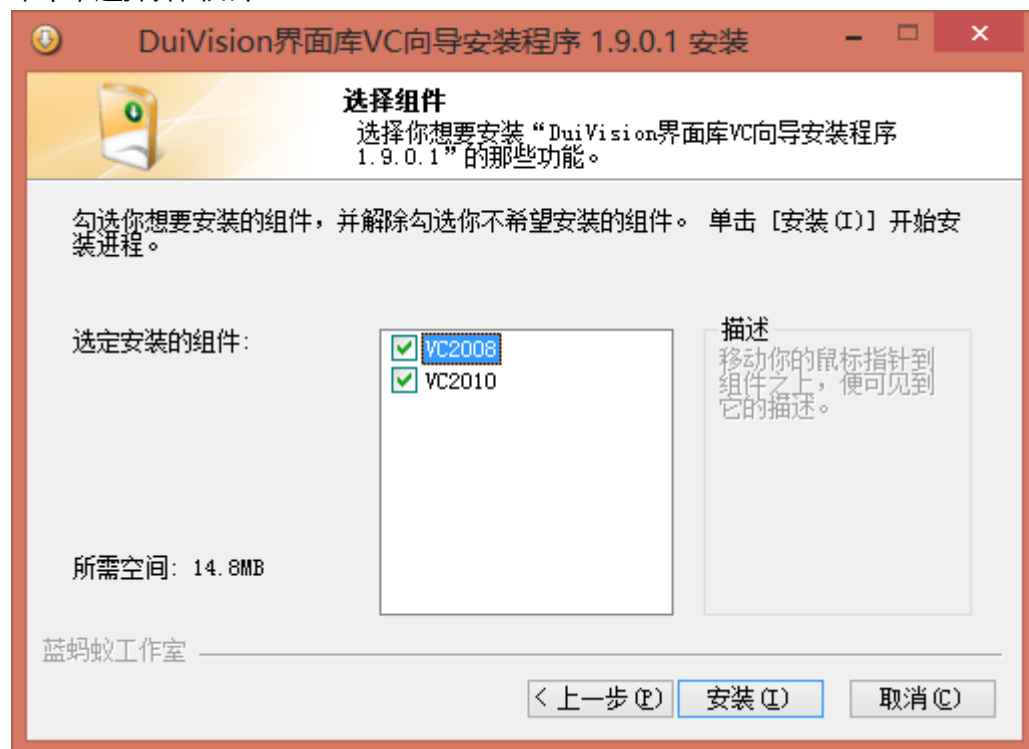 DuiVision界面库VC向导安装程序 1.9.0.1 安装
选择组件
选择你想要安装“DuiVision界面库VC向导安装程序
1.9.0.1”的那些功能。
勾选你想要安装的组件，并解除勾选你不希望安装的组件。 单击 [安装(I)] 开始安
装进程。
选定安装的组件:
VC2008
VC2010
描述
移动你的鼠标指针到
组件之上，便可见到
它的描述。
所需空间: 14.8MB
蓝蚂蚁工作室
< 上一步(P)
安装(I)
取消(C)